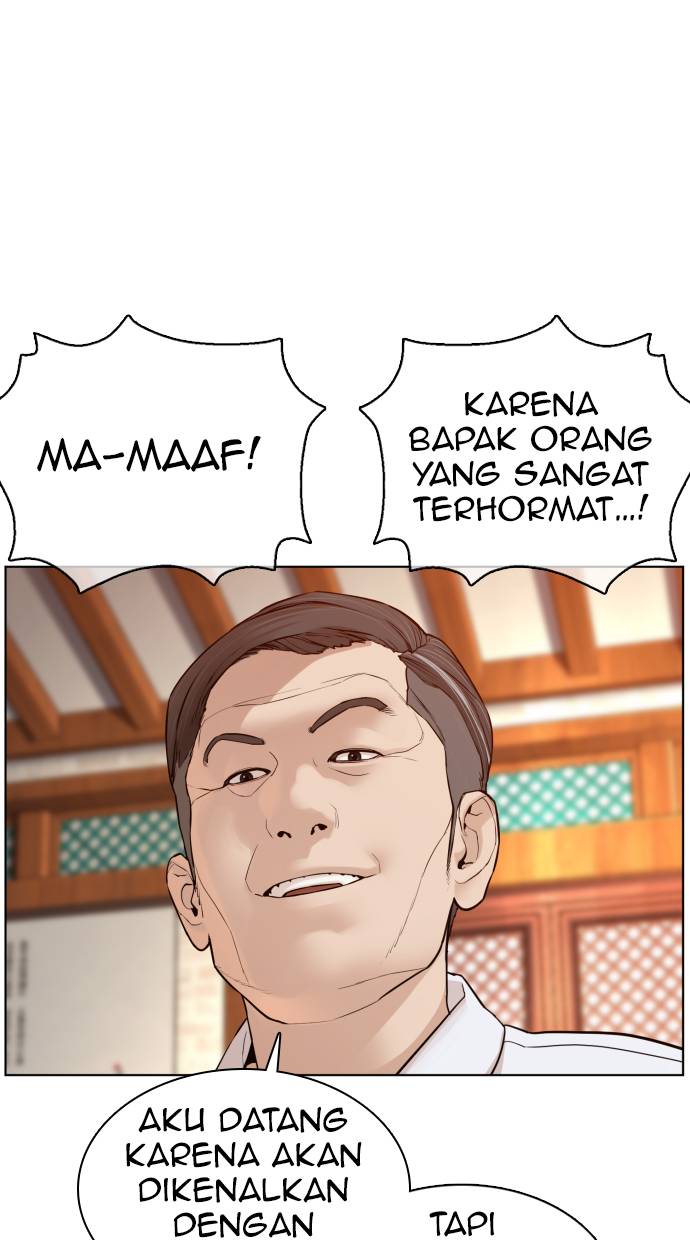 MA-MAAF!
KARENA
BAPAK ORANG
YANG SANGAT
TERHORMAT...!
AKU DATANG
KARENA AKAN
DIKENALKAN
DENGAN
TAPI